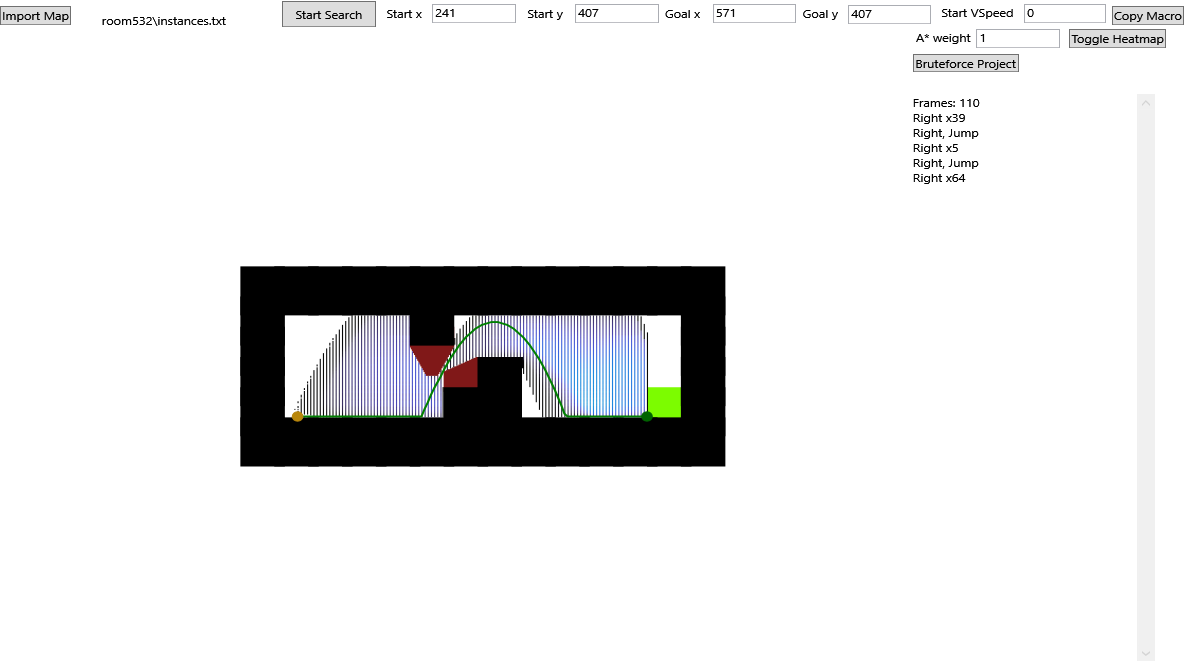 Import Map room532\instances.txt Start Search Start x 241 Start y 407 Goal x 571 Goal y 407 Start VSpeed 0 Copy Macro
A* weight 1 Toggle Heatmap
Bruteforce Project
Frames: 110
Right x39
Right, Jump
Right x5
Right, Jump
Right x64